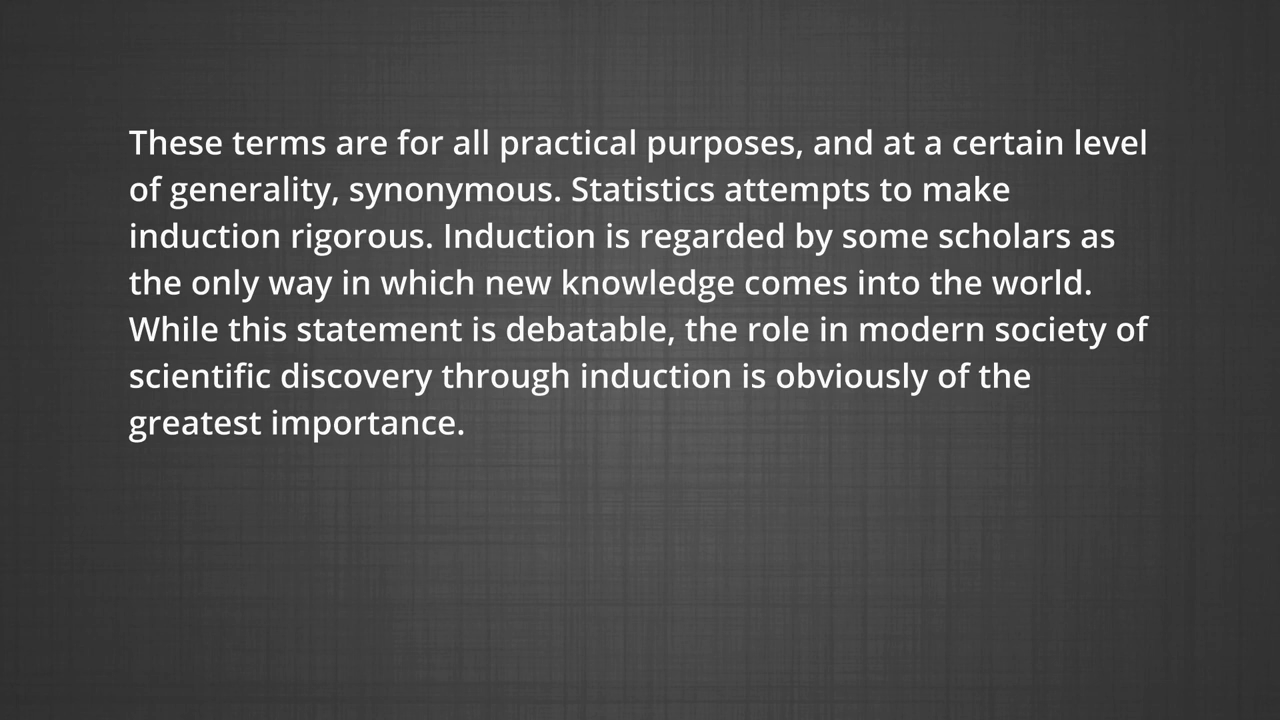 These terms are for all practical purposes, and at a certain level
of generality, synonymous. Statistics attempts to make
induction rigorous. Induction is regarded by some scholars as
the only way in which new knowledge comes into the world.
While this statement is debatable, the role in modern society of
scientific discovery through induction is obviously of the
greatest importance.